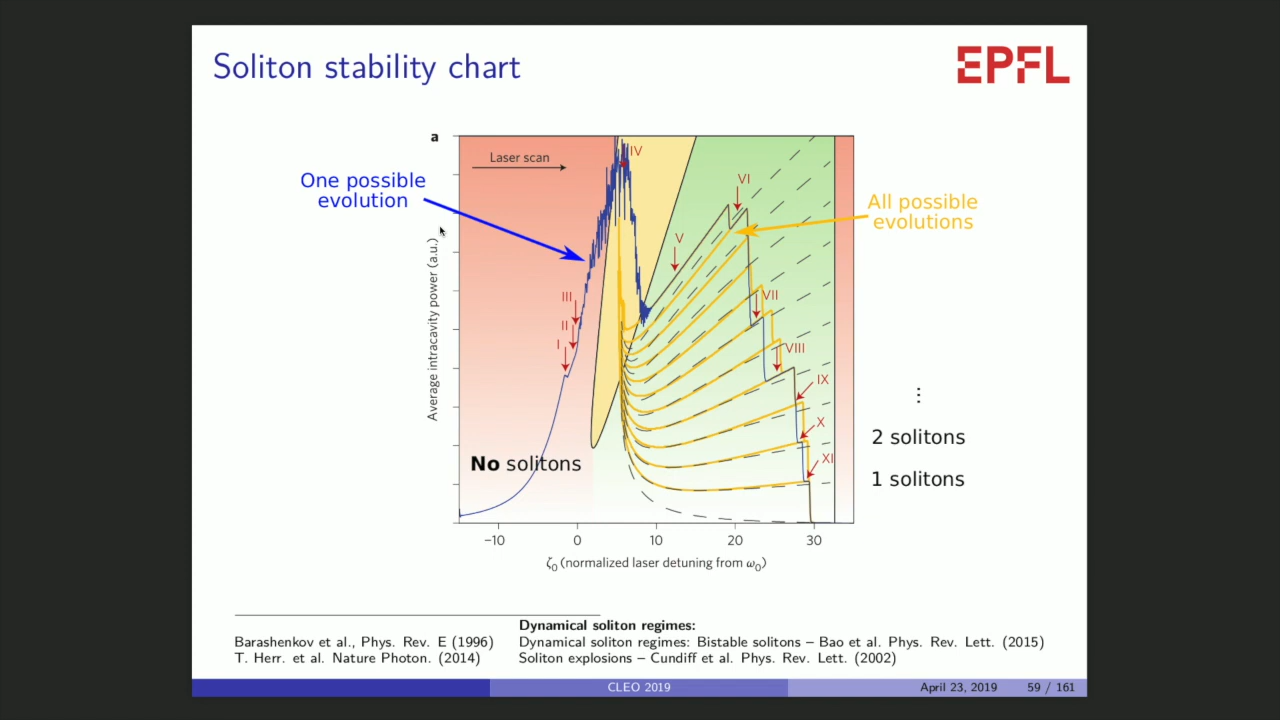 Soliton stability chart
EPFL
a
Laser scan
IV
One possible
evolution
VI
All possible
evolutions
V
III
VII
II
I
VIII
IX
X
XI
Average intracavity power (a.u.)
⋮
2 solitons
1 solitons
No solitons
−10 0 10 20 30
ζ0 (normalized laser detuning from ω0)
Dynamical soliton regimes:
Barashenkov et al., Phys. Rev. E (1996)
Dynamical soliton regimes: Bistable solitons – Bao et al. Phys. Rev. Lett. (2015)
T. Herr. et al. Nature Photon. (2014)
Soliton explosions – Cundiff et al. Phys. Rev. Lett. (2002)
CLEO 2019 April 23, 2019 59 / 161